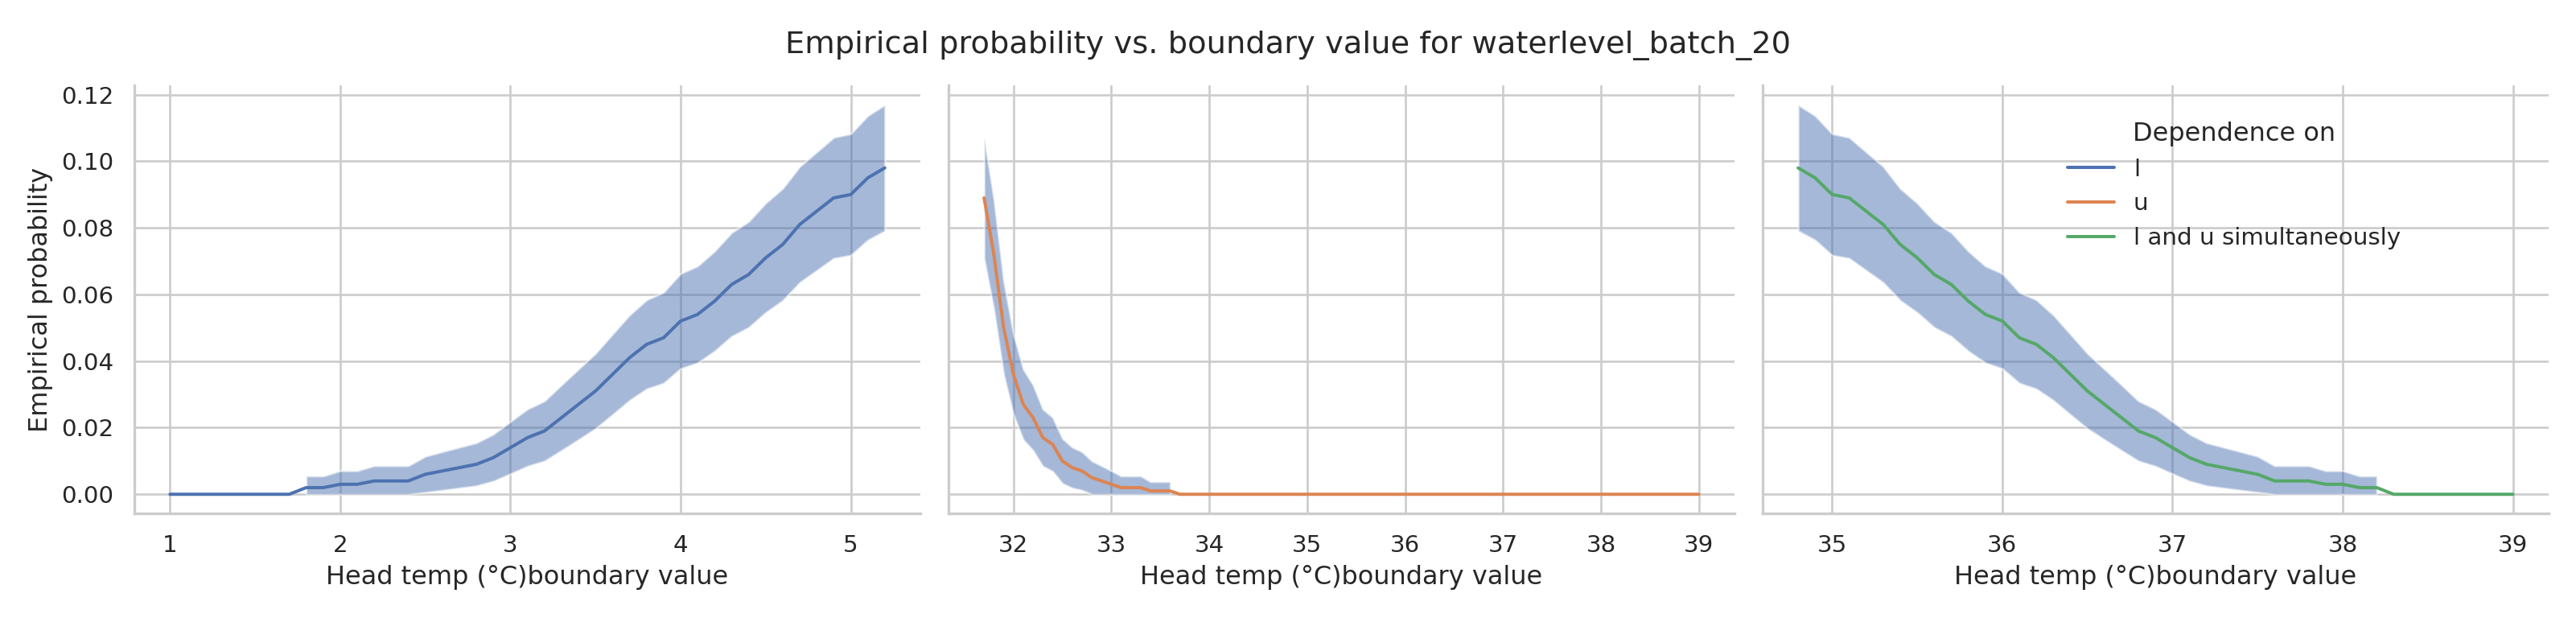 Empirical probability vs. boundary value for waterlevel_batch_20
Empirical probability
0.12
0.10
0.08
0.06
0.04
0.02
0.00
1 2 3 4 5
Head temp (°C)boundary value
32 33 34 35 36 37 38 39
Head temp (°C)boundary value
Dependence on
l
u
l and u simultaneously
35 36 37 38 39
Head temp (°C)boundary value